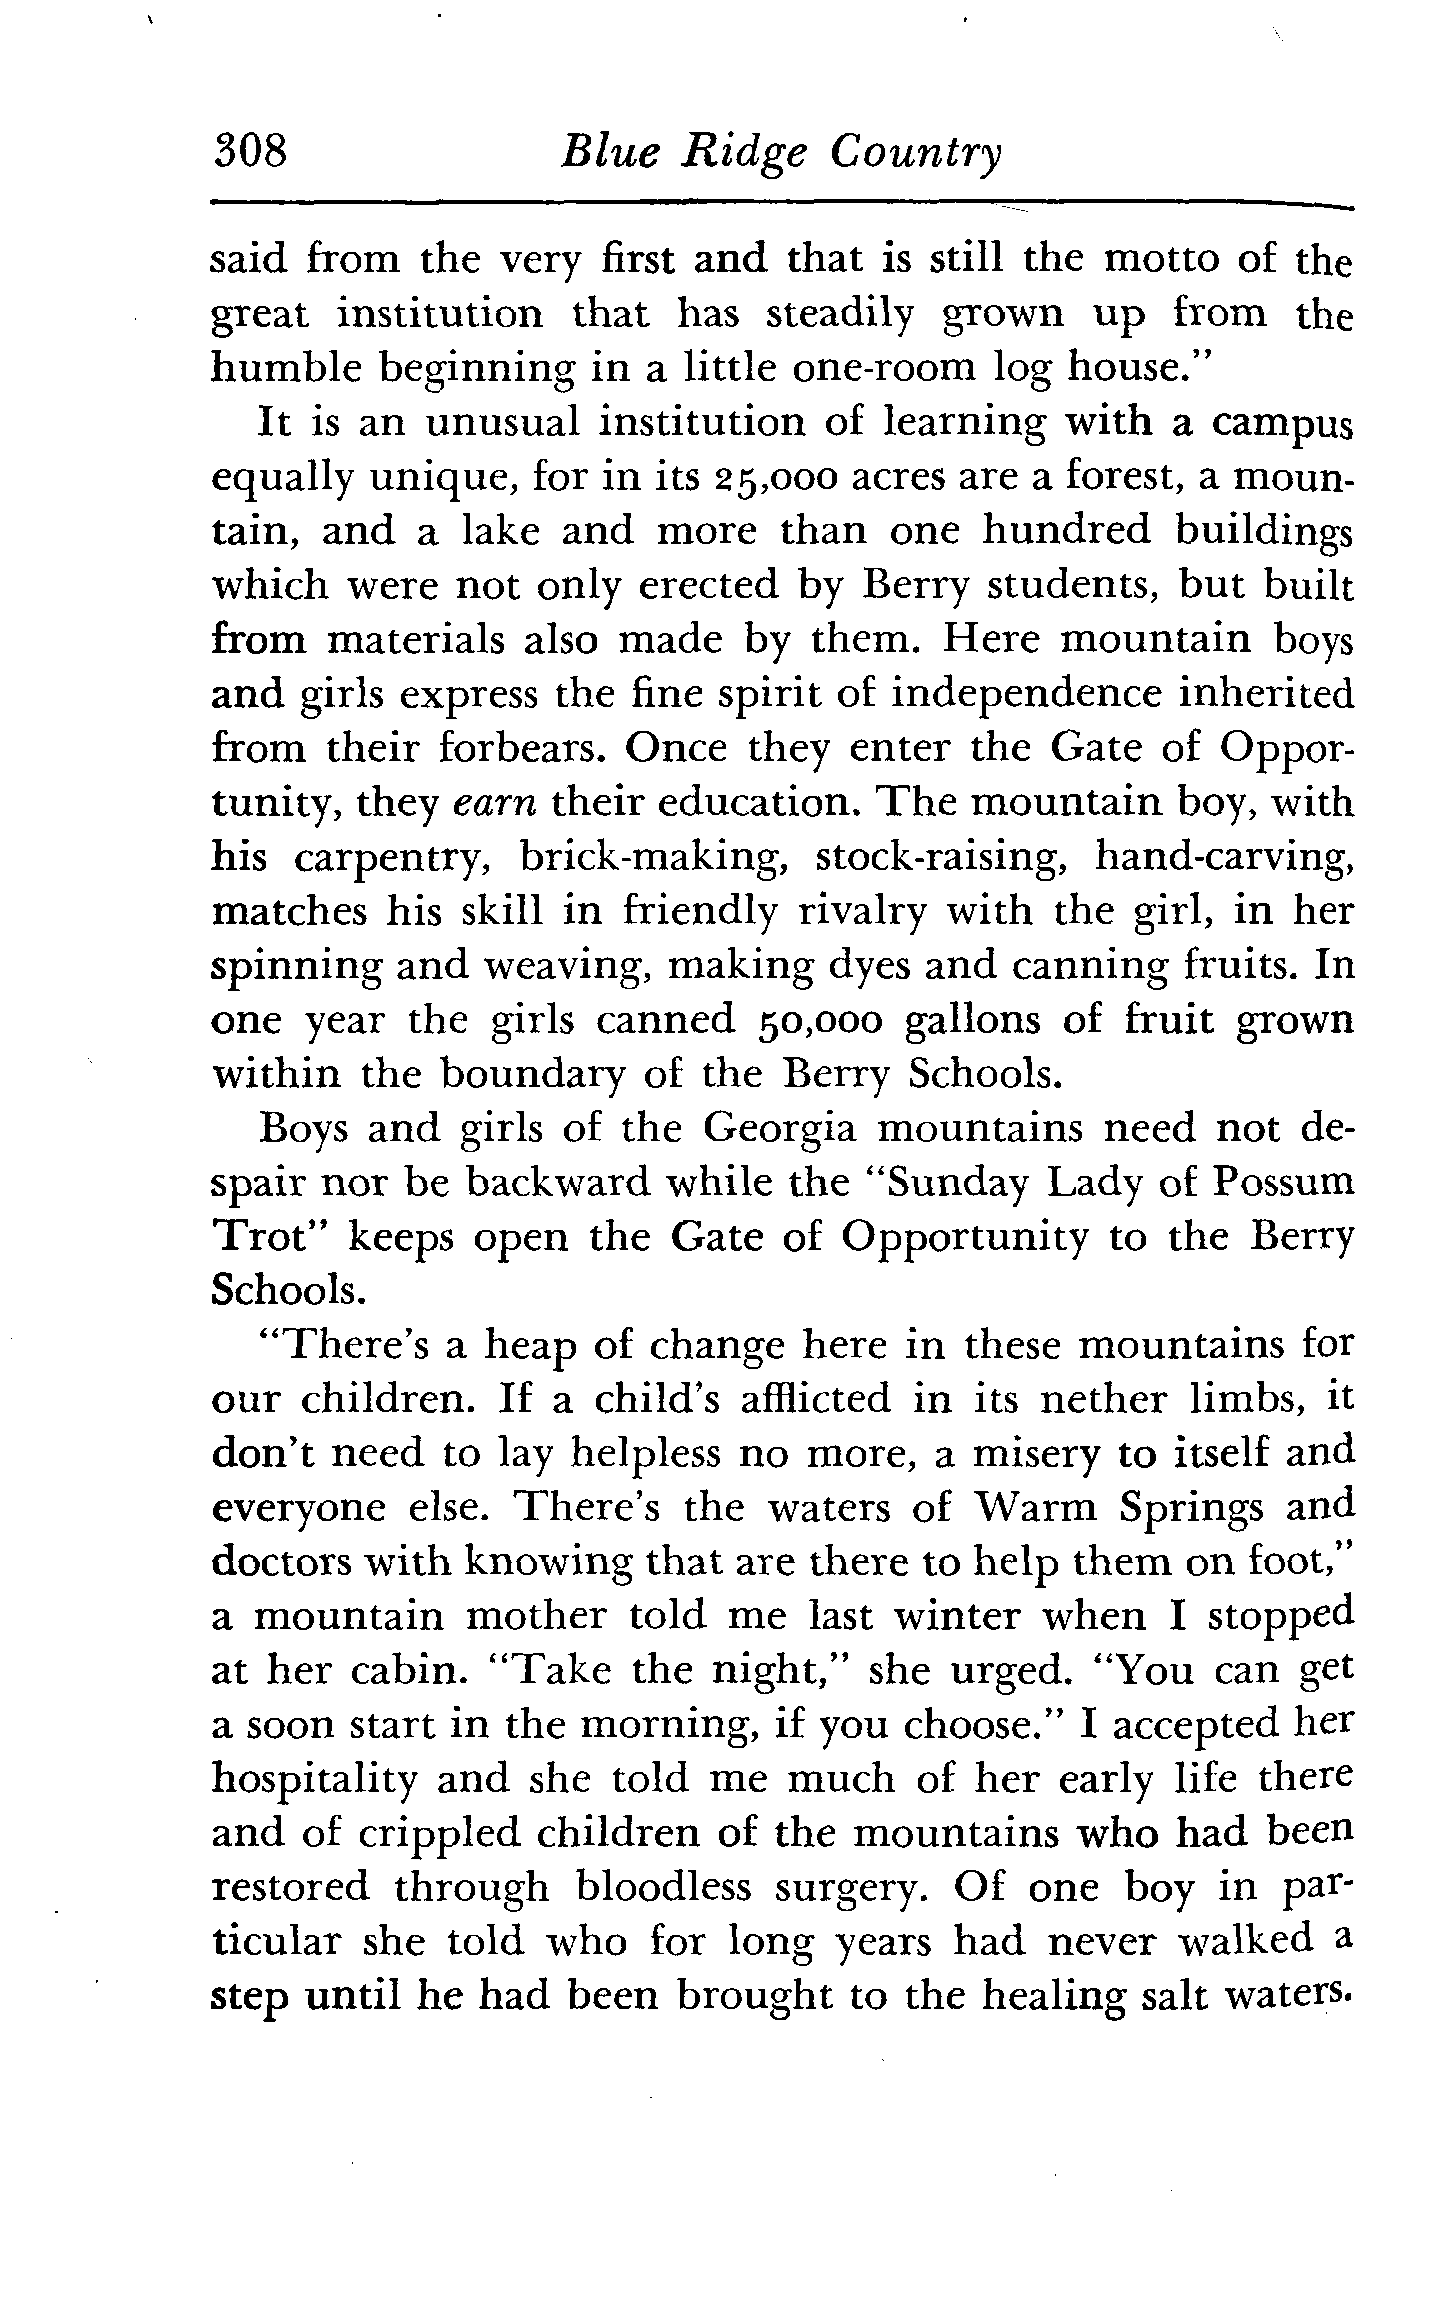 308 Blue Ridge Country
said from the very first and that is still the motto of the
great institution that has steadily grown up from the
humble beginning in a little one-room log house."
It is an unusual institution of learning with a campus
equally unique, for in its 25,000 acres are a forest, a moun-
tain, and a lake and more than one hundred buildings
which were not only erected by Berry students, but built
from materials also made by them. Here mountain boys
and girls express the fine spirit of independence inherited
from their forbears. Once they enter the Gate of Oppor-
tunity, they earn their education. The mountain boy, with
his carpentry, brick-making, stock-raising, hand-carving,
matches his skill in friendly rivalry with the girl, in her
spinning and weaving, making dyes and canning fruits. In
one year the girls canned 50,000 gallons of fruit grown
within the boundary of the Berry Schools.
Boys and girls of the Georgia mountains need not de-
spair nor be backward while the "Sunday Lady of Possum
Trot" keeps open the Gate of Opportunity to the Berry
Schools.
"There's a heap of change here in these mountains for
our children. If a child's afflicted in its nether limbs, it
don't need to lay helpless no more, a misery to itself and
everyone else. There's the waters of Warm Springs and
doctors with knowing that are there to help them on foot,"
a mountain mother told me last winter when I stopped
at her cabin. "Take the night," she urged. "You can get
a soon start in the morning, if you choose." I accepted her
hospitality and she told me much of her early life there
and of crippled children of the mountains who had been
restored through bloodless surgery. Of one boy in par-
ticular she told who for long years had never walked a
step until he had been brought to the healing salt waters.